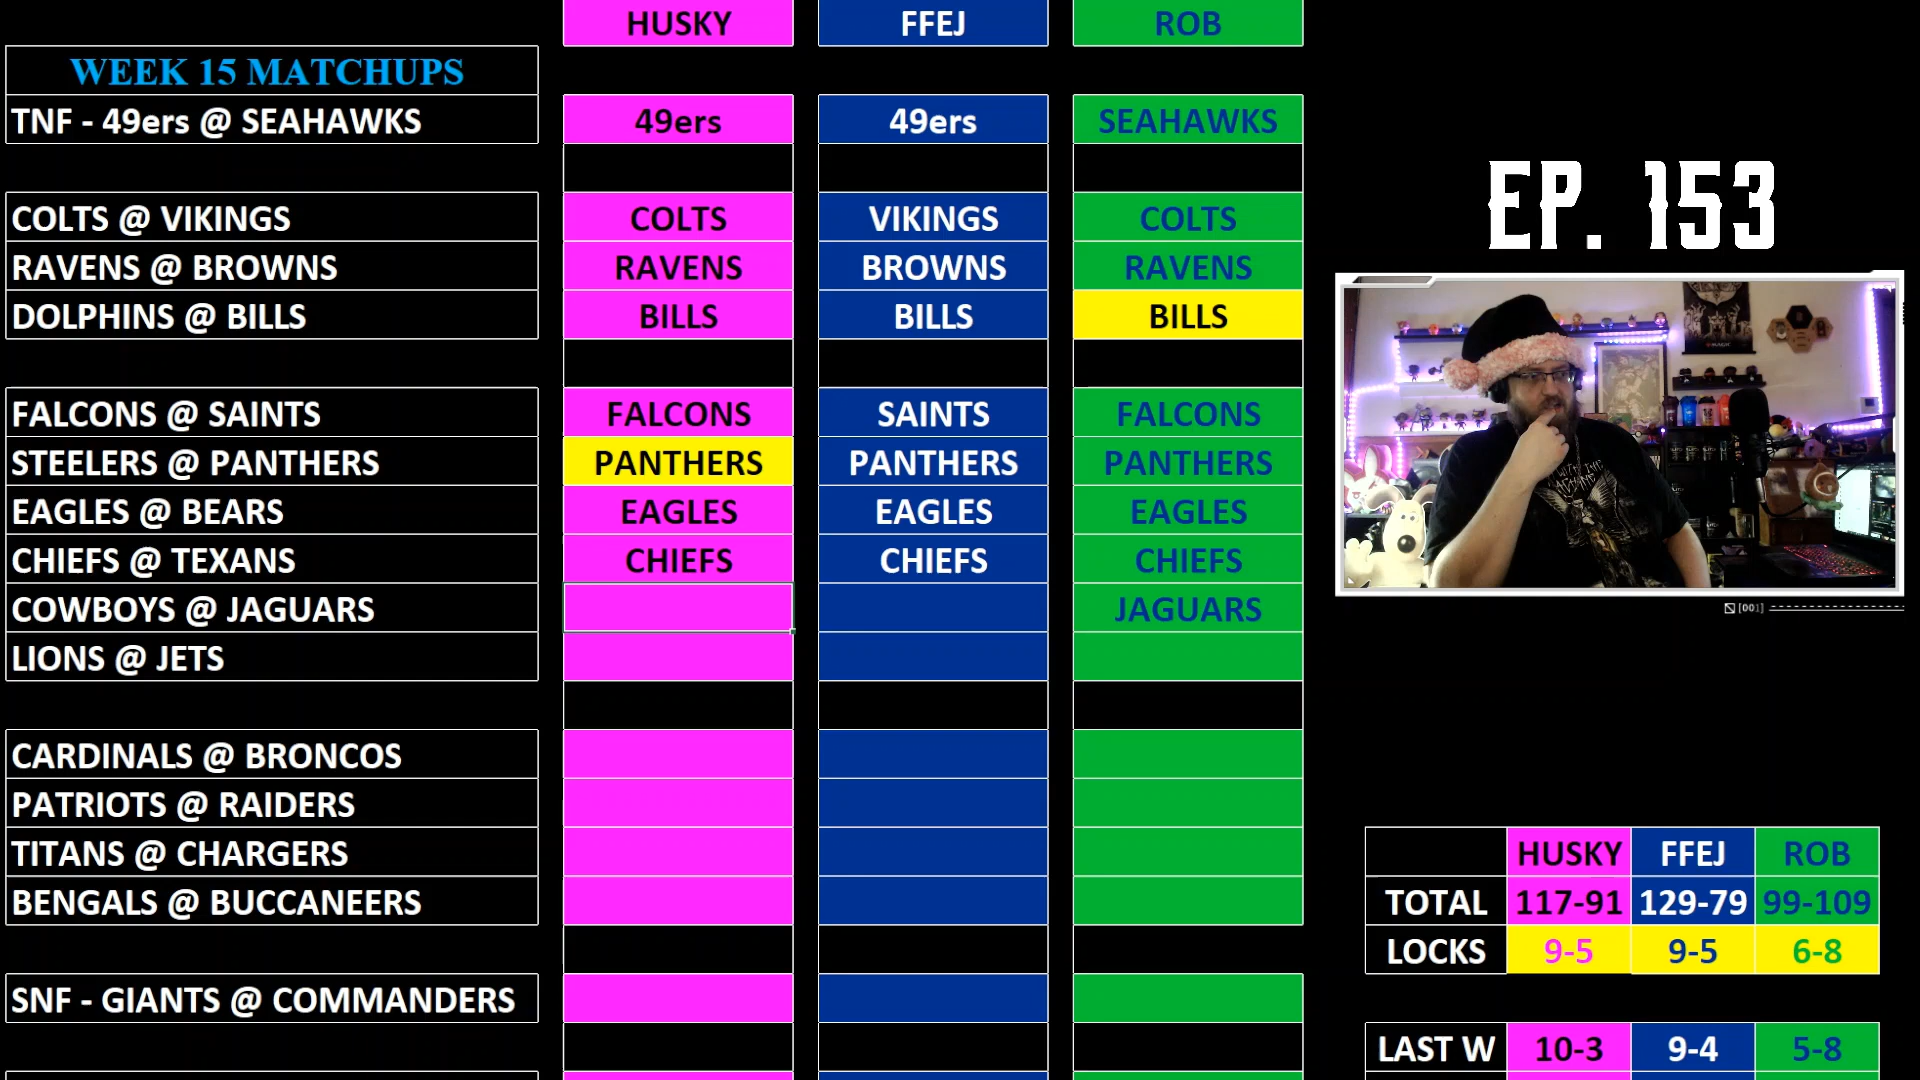 HUSKY FFEJ ROB
WEEK 15 MATCHUPS
TNF - 49ers @ SEAHAWKS 49ers 49ers SEAHAWKS
COLTS @ VIKINGS COLTS VIKINGS COLTS
RAVENS @ BROWNS RAVENS BROWNS RAVENS
DOLPHINS @ BILLS BILLS BILLS BILLS
FALCONS @ SAINTS FALCONS SAINTS FALCONS
STEELERS @ PANTHERS PANTHERS PANTHERS PANTHERS
EAGLES @ BEARS EAGLES EAGLES EAGLES
CHIEFS @ TEXANS CHIEFS CHIEFS CHIEFS
COWBOYS @ JAGUARS JAGUARS
LIONS @ JETS
CARDINALS @ BRONCOS
PATRIOTS @ RAIDERS
TITANS @ CHARGERS
BENGALS @ BUCCANEERS
SNF - GIANTS @ COMMANDERS
EP. 153
[001]
HUSKY FFEJ ROB
TOTAL 117-91 129-79 99-109
LOCKS 9-5 9-5 6-8
LAST W 10-3 9-4 5-8